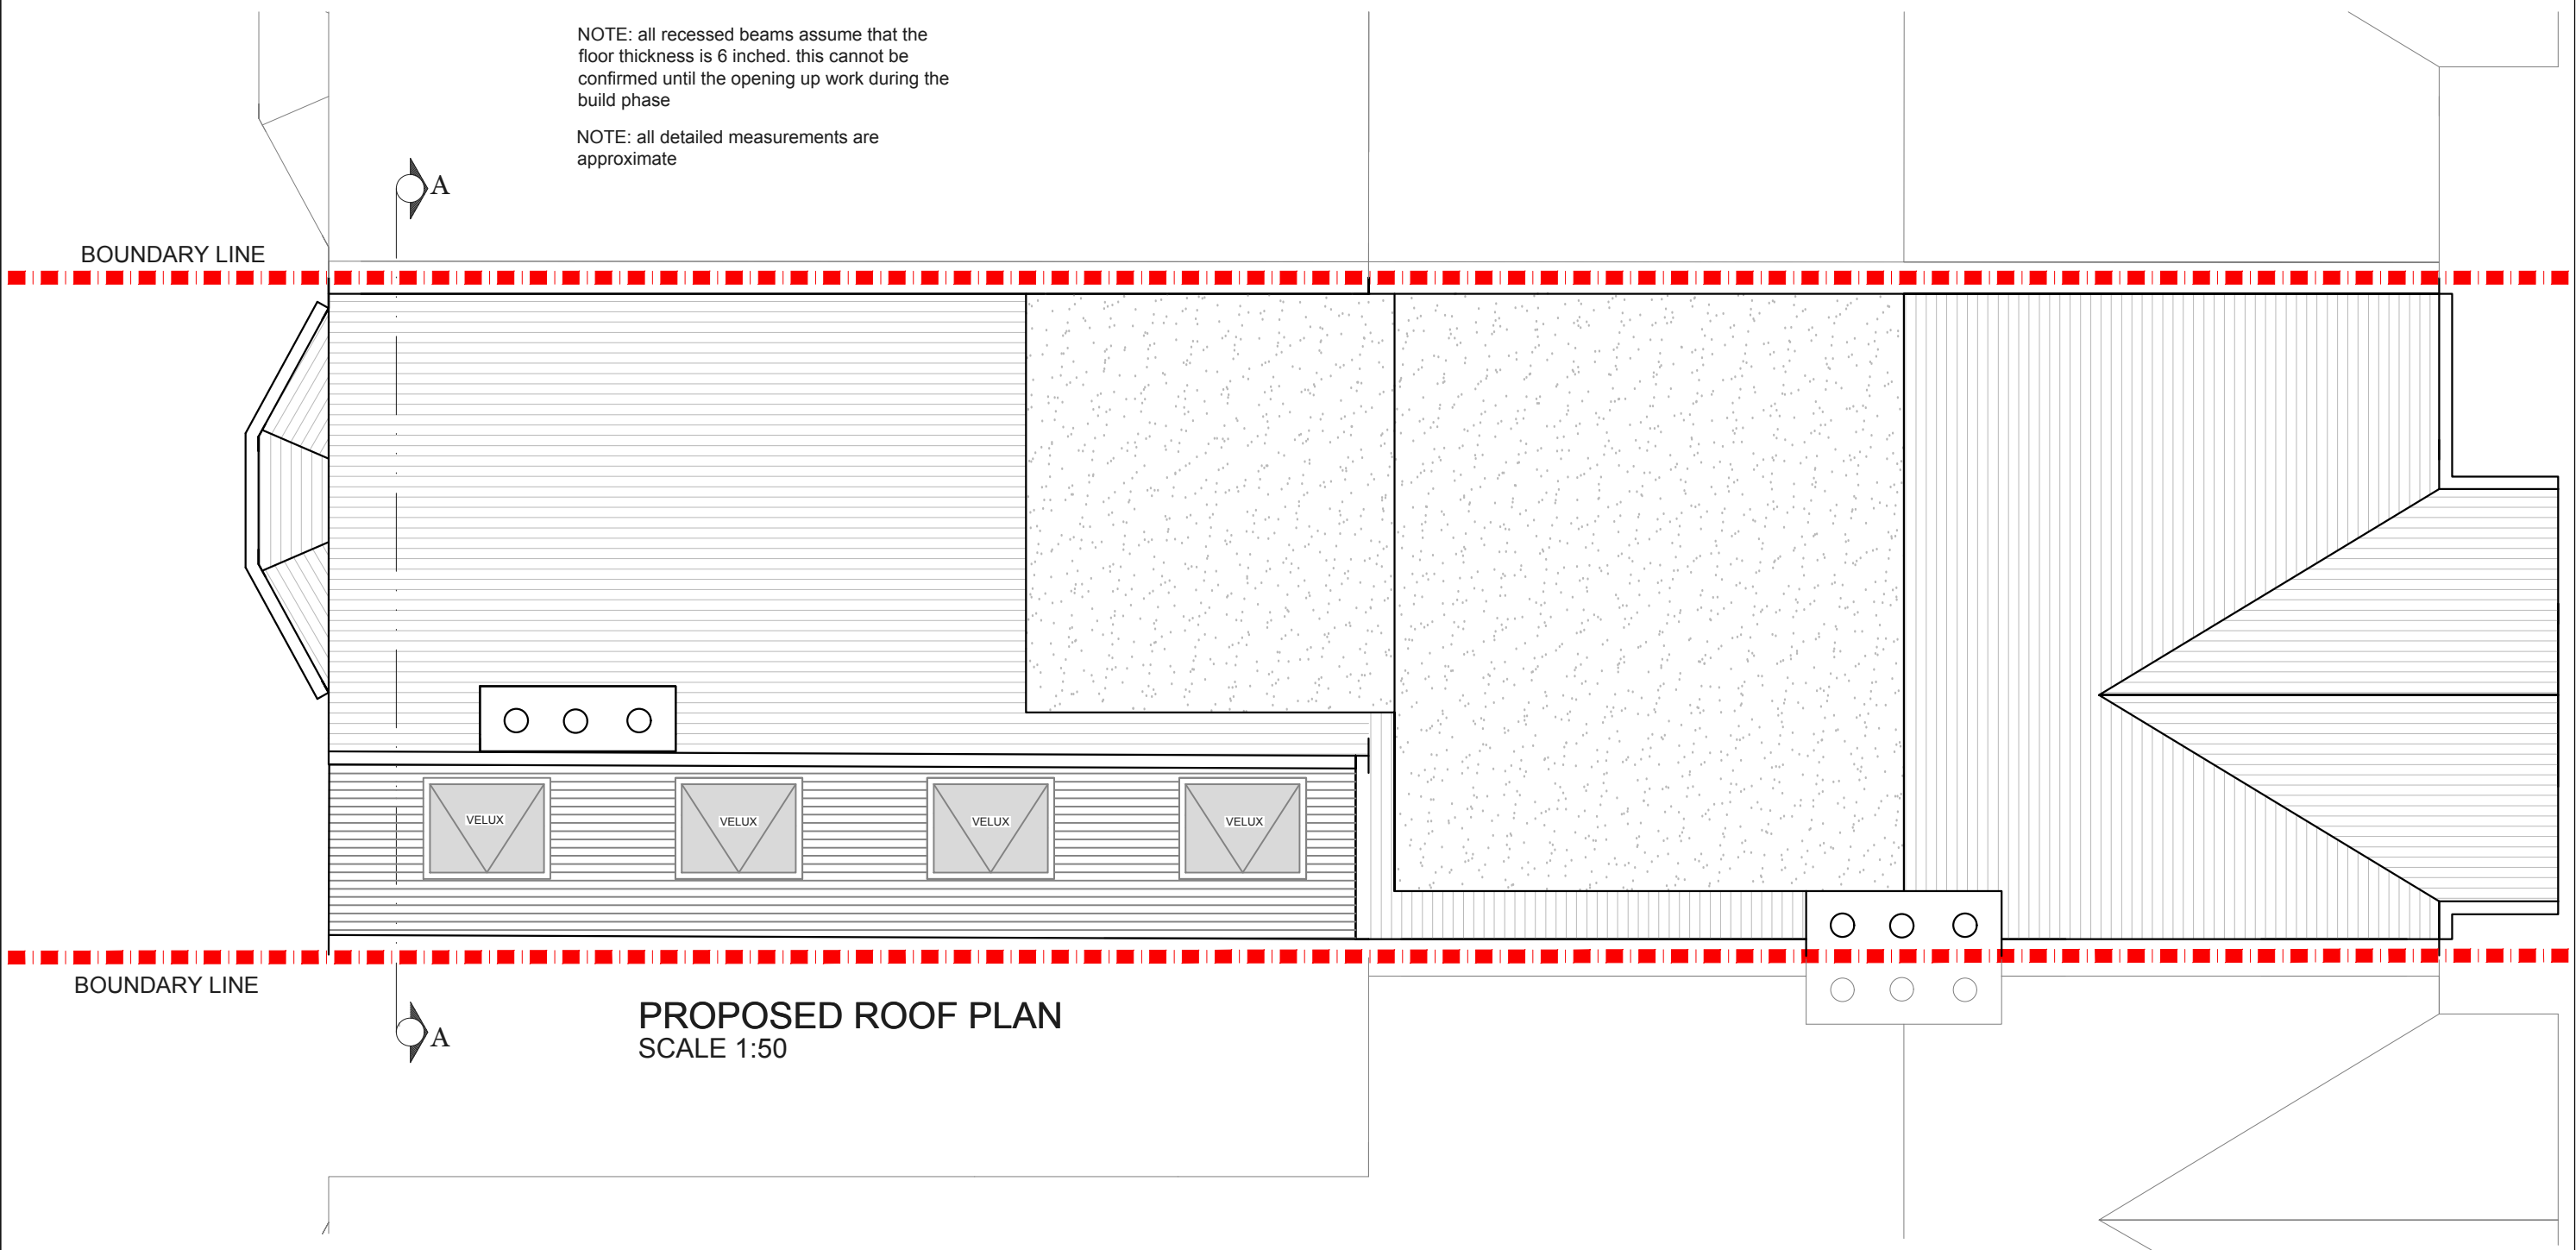 NOTE: all recessed beams assume that the
floor thickness is 6 inched. this cannot be
confirmed until the opening up work during the
build phase
NOTE: all detailed measurements are
approximate
A
BOUNDARY LINE
VELUX
VELUX
VELUX
VELUX
BOUNDARY LINE
PROPOSED ROOF PLAN
SCALE 1:50
A